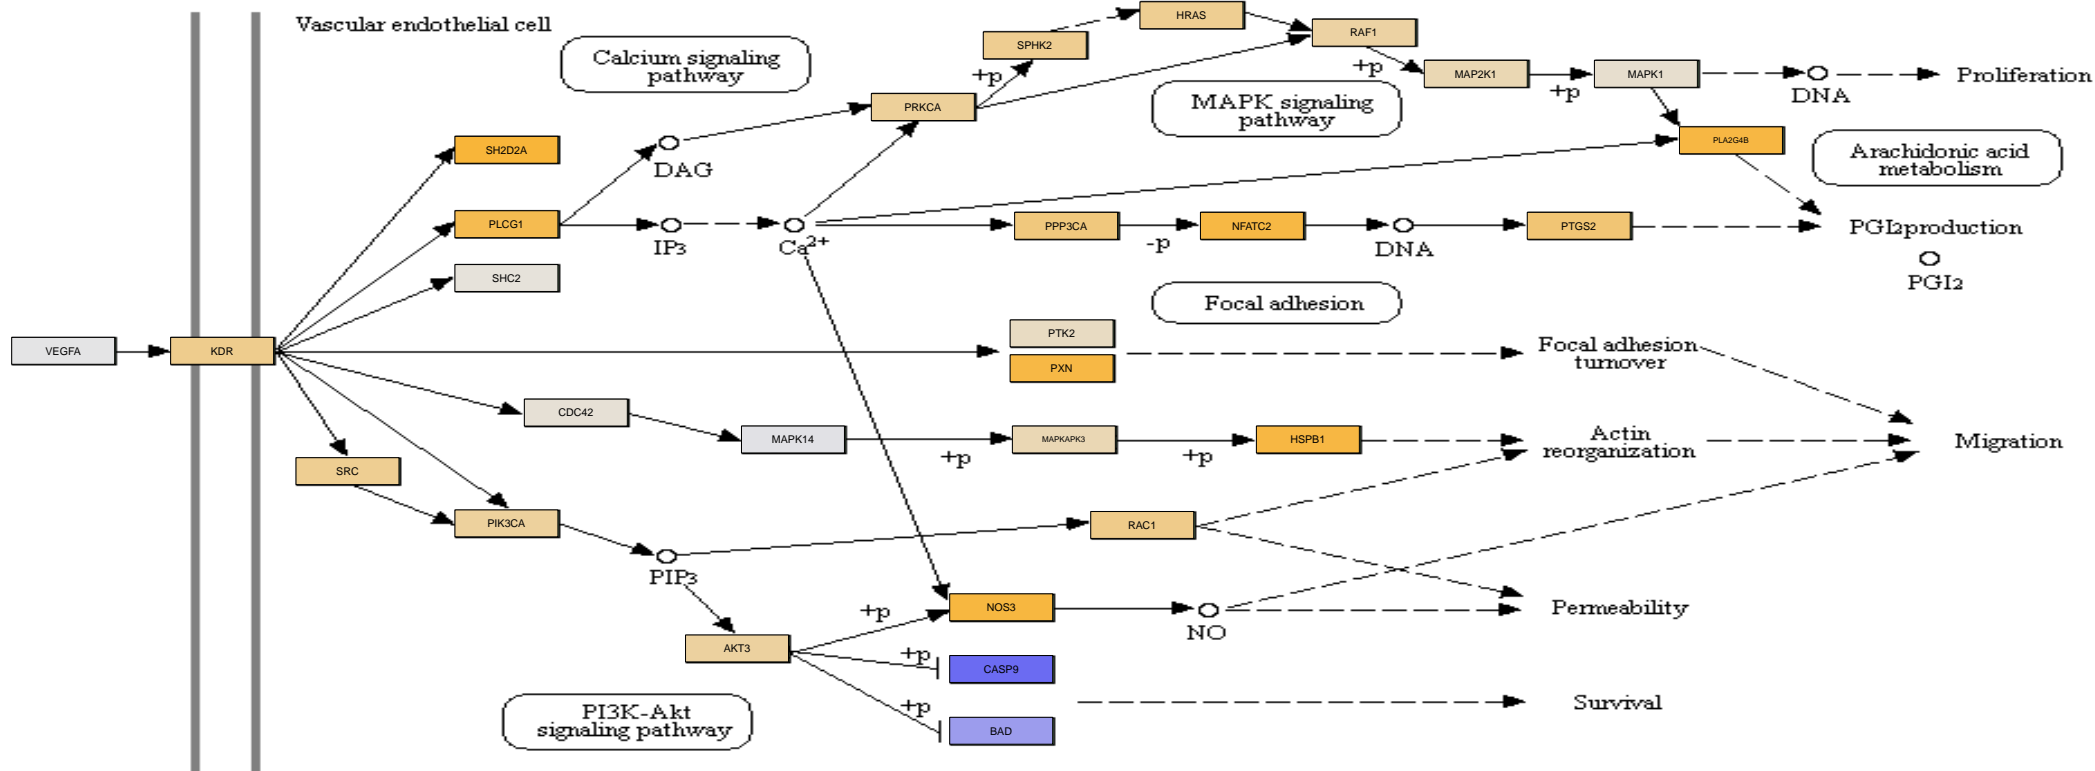 Vascular endothelial cell
Calcium signaling
pathway
SPHK2
HRAS
RAF1
+p
+p
MAP2K1
+p
MAPK1
DNA
Proliferation
PRKCA
MAPK signaling
pathway
SH2D2A
DAG
PLA2G4B
Arachidonic acid
metabolism
PLCG1
IP3
Ca2+
PPP3CA
-p
NFATC2
DNA
PTGS2
PGI2production
PGI2
SHC2
Focal adhesion
VEGFA
KDR
PTK2
PXN
Focal adhesion
turnover
CDC42
MAPK14
+p
MAPKAPK3
+p
HSPB1
Actin
reorganization
Migration
SRC
PIK3CA
PIP3
RAC1
+p
NOS3
NO
Permeability
AKT3
+p
CASP9
+p
BAD
Survival
PI3K-Akt
signaling pathway